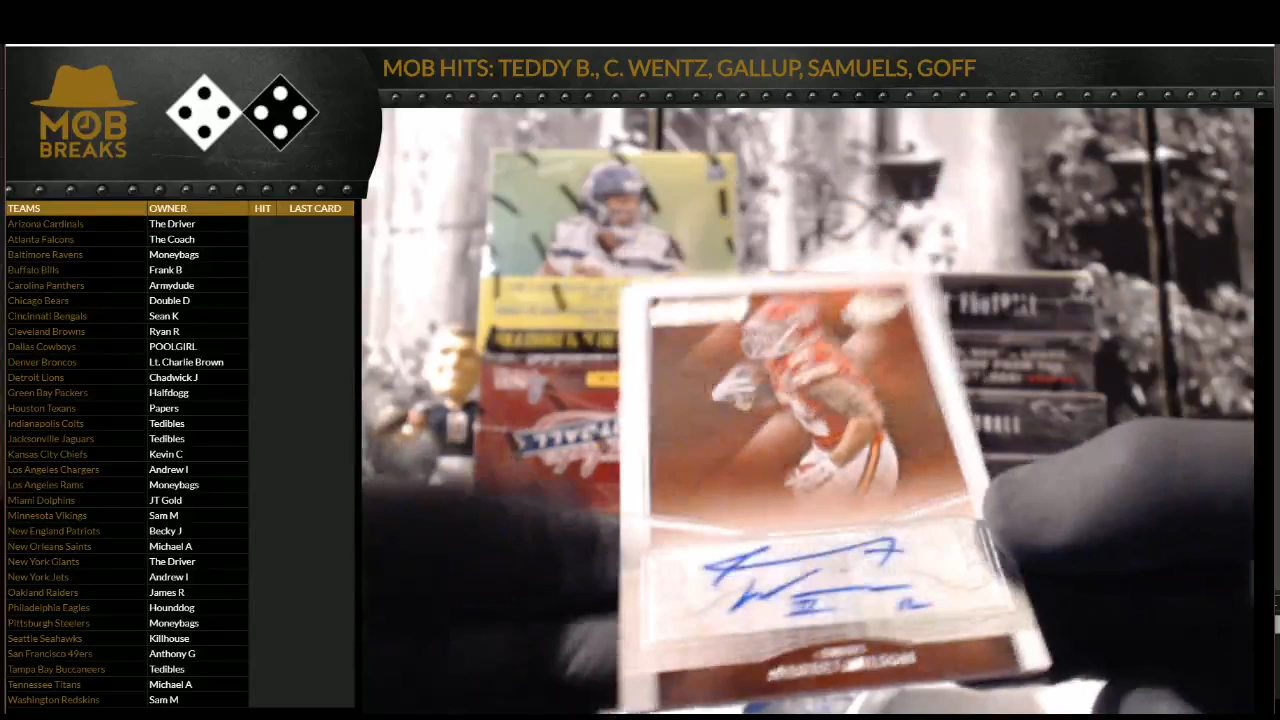 MOB HITS: TEDDY B., C. WENTZ, GALLUP, SAMUELS, GOFF
MOB
BREAKS
TEAMS OWNER HIT LAST CARD
Arizona Cardinals The Driver
Atlanta Falcons The Coach
Baltimore Ravens Moneybags
Buffalo Bills Frank B
Carolina Panthers Armydude
Chicago Bears Double D
Cincinnati Bengals Sean K
Cleveland Browns Ryan R
Dallas Cowboys POOLGIRL
Denver Broncos Lt. Charlie Brown
Detroit Lions Chadwick J
Green Bay Packers Halfdogg
Houston Texans Papers
Indianapolis Colts Tedibles
Jacksonville Jaguars Tedibles
Kansas City Chiefs Kevin C
Los Angeles Chargers Andrew I
Los Angeles Rams Moneybags
Miami Dolphins JT Gold
Minnesota Vikings Sam M
New England Patriots Becky J
New Orleans Saints Michael A
New York Giants The Driver
New York Jets Andrew I
Oakland Raiders James R
Philadelphia Eagles Hounddog
Pittsburgh Steelers Moneybags
Seattle Seahawks Killhouse
San Francisco 49ers Anthony G
Tampa Bay Buccaneers Tedibles
Tennessee Titans Michael A
Washington Redskins Sam M
FOOTBALL